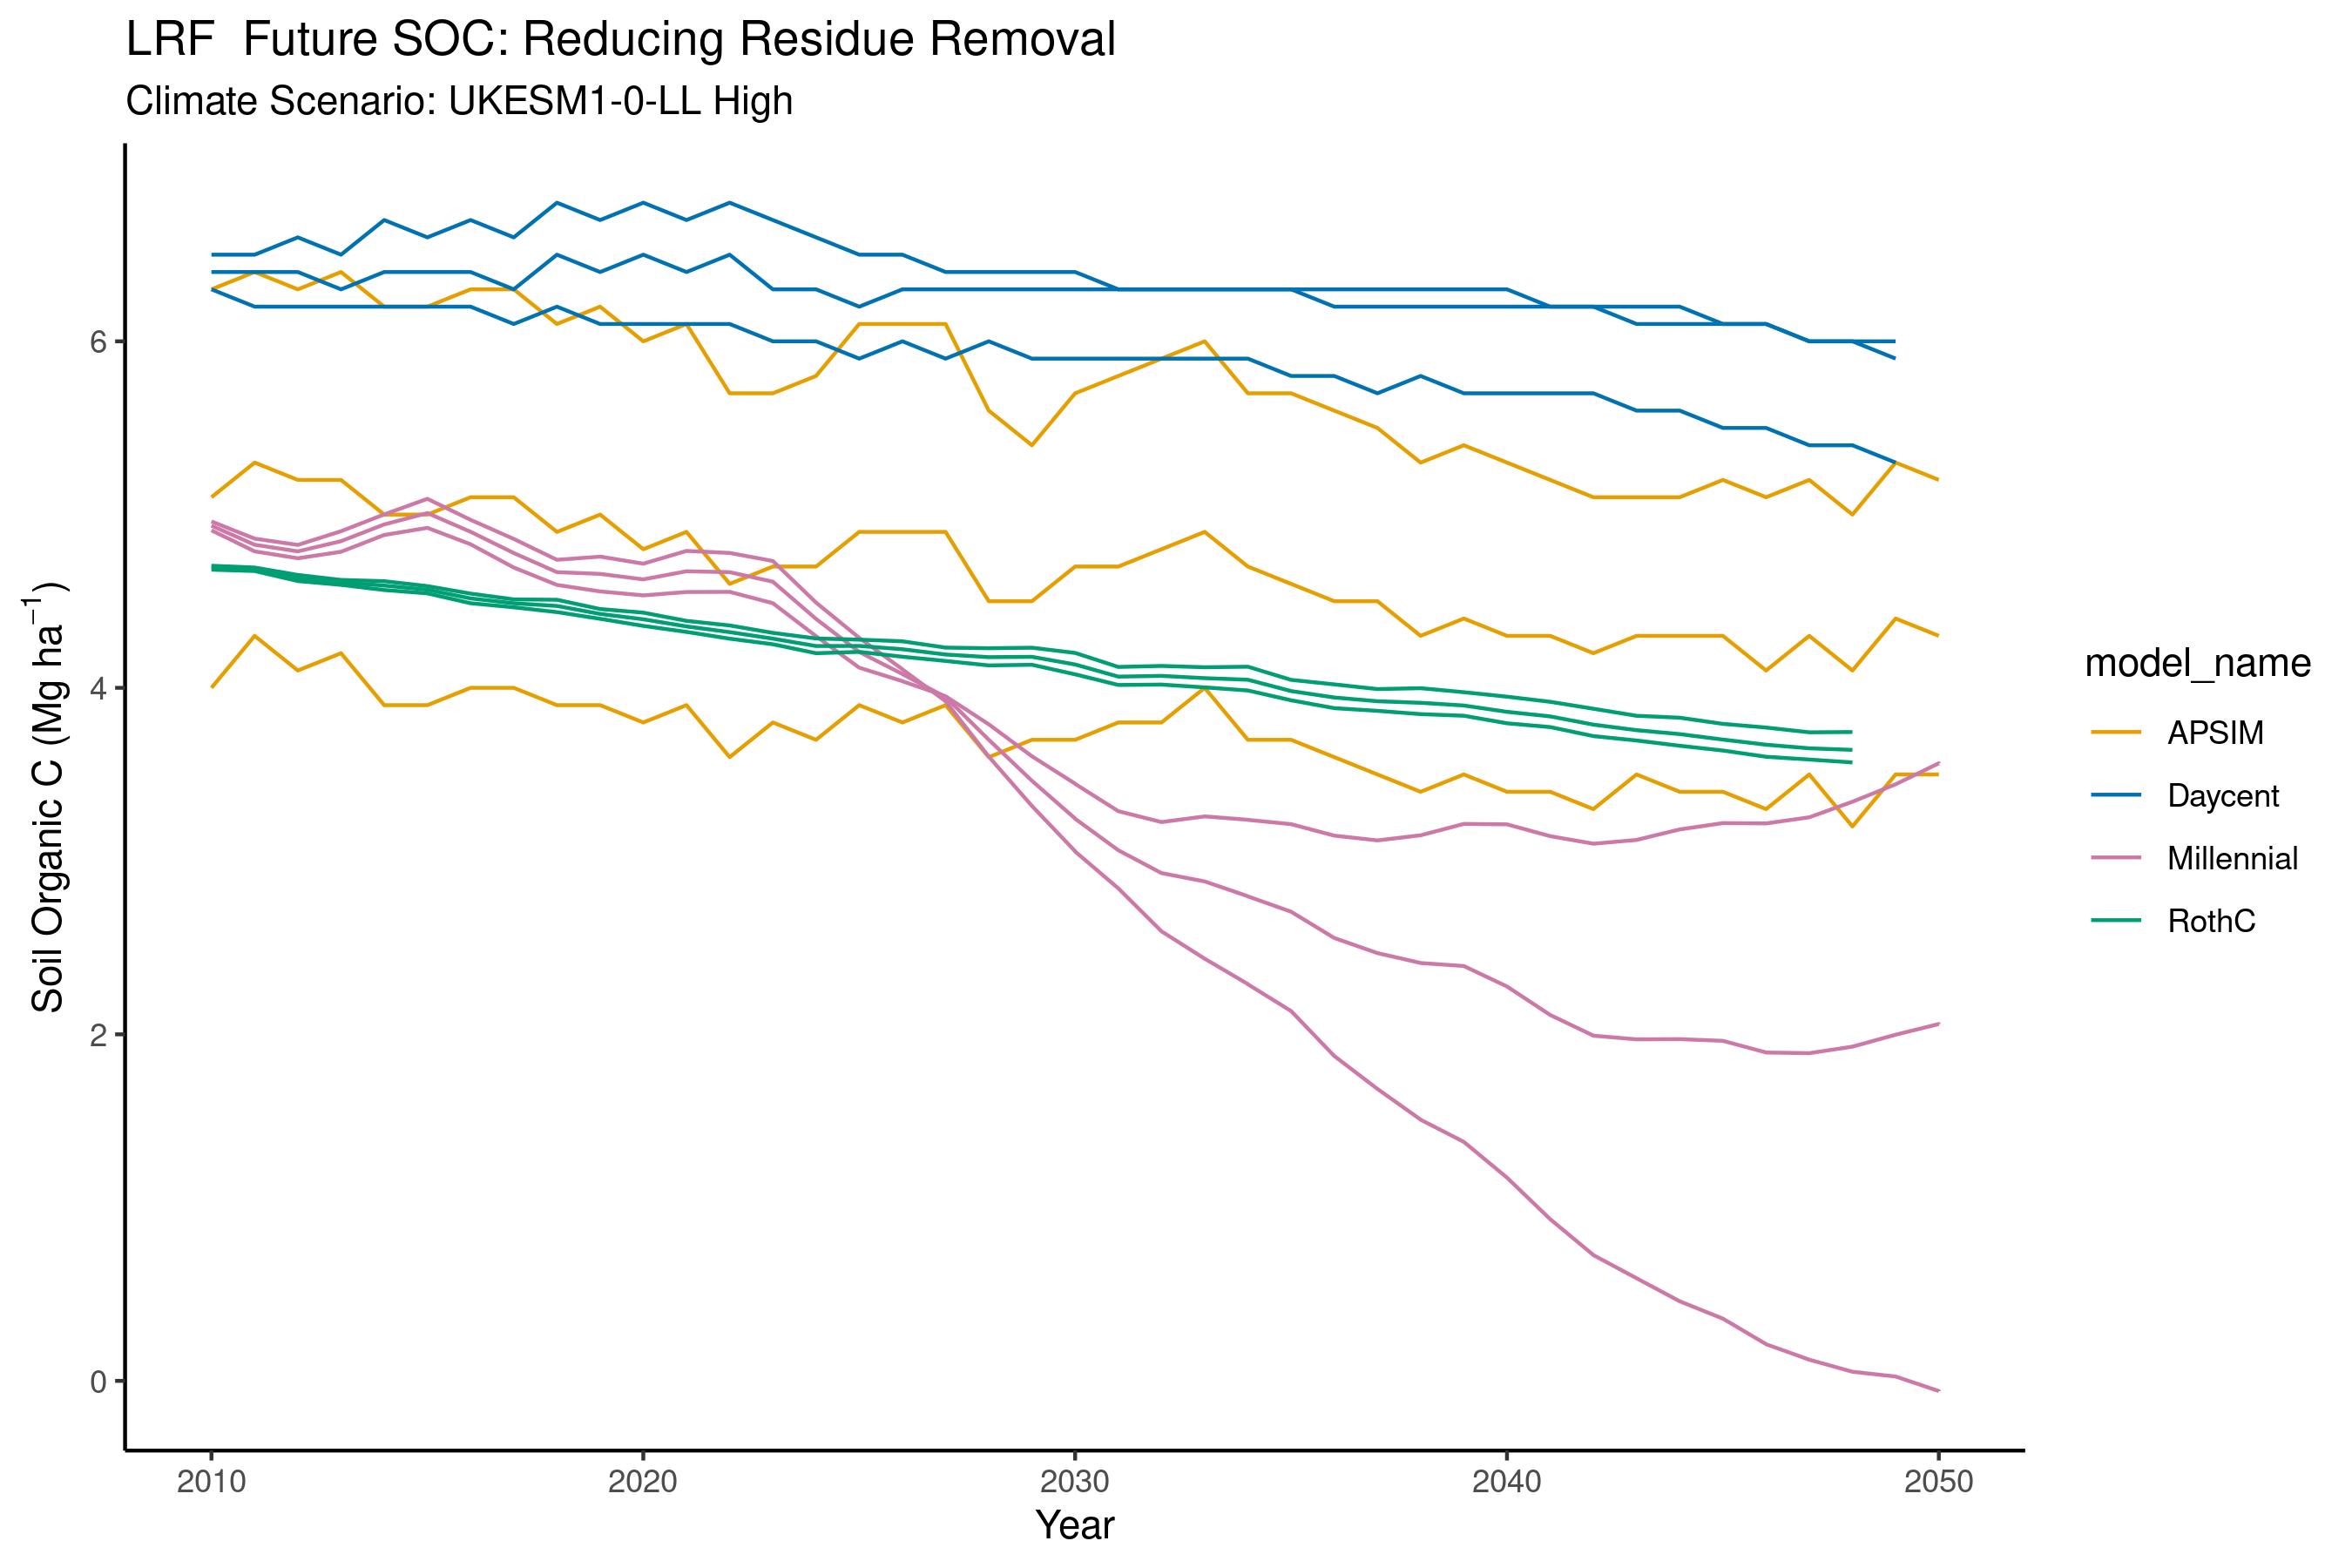 LRF  Future SOC: Reducing Residue Removal
Climate Scenario: UKESM1-0-LL High
Soil Organic C (Mg ha⁻¹)
6
4
2
0
2010 2020 2030 2040 2050
Year
model_name
APSIM
Daycent
Millennial
RothC